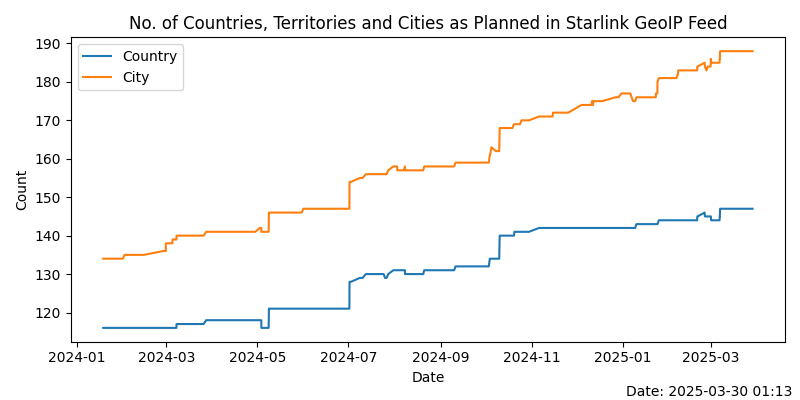 No. of Countries, Territories and Cities as Planned in Starlink GeoIP Feed
Country
City
190
180
170
160
150
140
130
120
Count
2024-01 2024-03 2024-05 2024-07 2024-09 2024-11 2025-01 2025-03
Date
Date: 2025-03-30 01:13